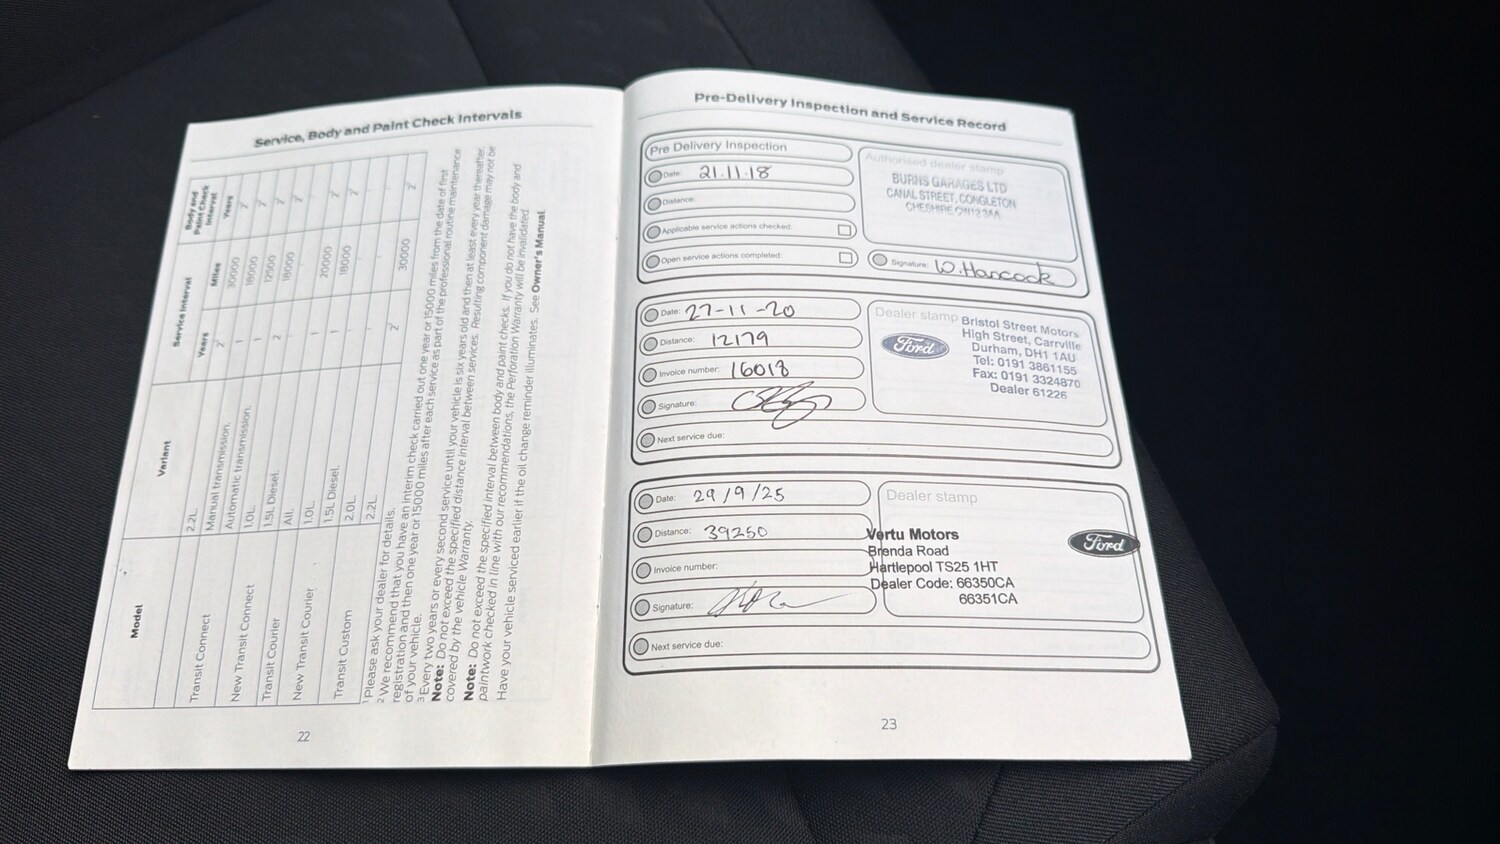 Service, Body and Paint Check Intervals
Model
Variant
Service Interval
Body and Paint Check Interval
Years
Miles
Years
Transit Connect
2.2L.
Manual transmission.
2
30000
2
Automatic transmission.
1
18000
2
New Transit Connect
1.0L.
1
12500
2
1.5L Diesel.
2
18000
2
Transit Courier
All.
New Transit Courier
1.0L.
1
20000
1.5L Diesel.
1
18000
2
Transit Custom
2.0L.
2.2L.
2
30000
2
1 Please ask your dealer for details.
2 We recommend that you have an interim check carried out one year or 15000 miles from the date of first
registration and then one year or 15000 miles after each service as part of the professional routine maintenance
of your vehicle.
3 Every two years or every second service until your vehicle is six years old and then at least every year thereafter.
Note: Do not exceed the specified distance interval between services. Resulting component damage may not be
covered by the vehicle Warranty.
Note: Do not exceed the specified interval between body and paint checks. If you do not have the body and
paintwork checked in line with our recommendations, the Perforation Warranty will be invalidated.
Have your vehicle serviced earlier if the oil change reminder illuminates. See Owner's Manual.
22
Pre-Delivery Inspection and Service Record
Pre Delivery Inspection
Date: 21.11.18
Distance:
Applicable service actions checked:
Open service actions completed:
Authorised dealer stamp
BURNS GARAGES LTD
CANAL STREET, CONGLETON
CHESHIRE CW12 3AA
Signature: W.Hancock
Date: 27-11-20
Distance: 12179
Invoice number: 16018
Signature:
Next service due:
Dealer stamp
Ford
Bristol Street Motors
High Street, Carrville
Durham, DH1 1AU
Tel: 0191 3861155
Fax: 0191 3324870
Dealer 61226
Date: 29/9/25
Distance: 39250
Invoice number:
Signature:
Next service due:
Dealer stamp
Vertu Motors
Brenda Road
Hartlepool TS25 1HT
Dealer Code: 66350CA
66351CA
Ford
23